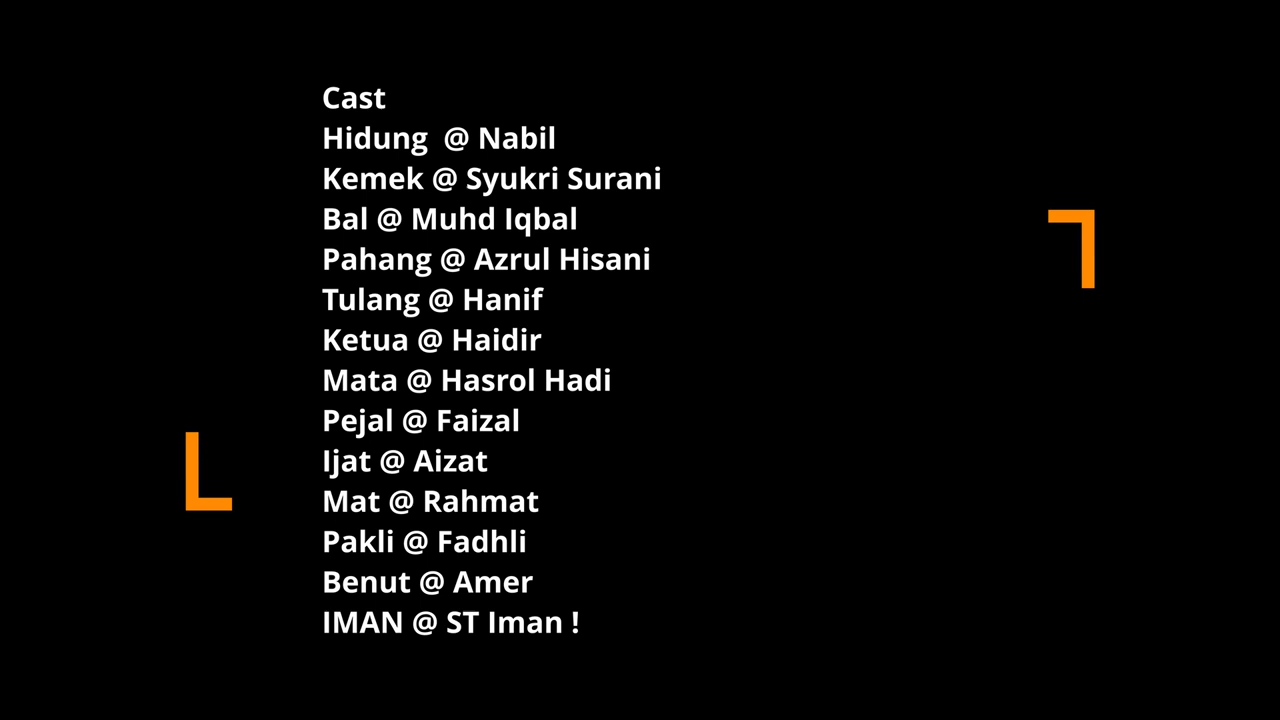 Cast
Hidung  @ Nabil
Kemek @ Syukri Surani
Bal @ Muhd Iqbal
Pahang @ Azrul Hisani
Tulang @ Hanif
Ketua @ Haidir
Mata @ Hasrol Hadi
Pejal @ Faizal
Ijat @ Aizat
Mat @ Rahmat
Pakli @ Fadhli
Benut @ Amer
IMAN @ ST Iman !